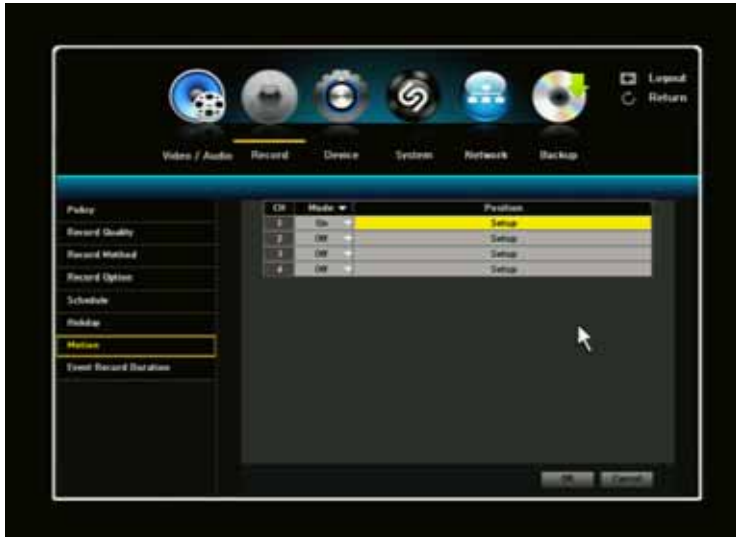 Logout
Return
Video / Audio Record Device System Network Backup
Policy
Record Quality
Record Method
Record Option
Schedule
Holiday
Motion
Event Record Duration
CH Mode Position
1 On Setup
2 Off Setup
3 Off Setup
4 Off Setup
OK Cancel